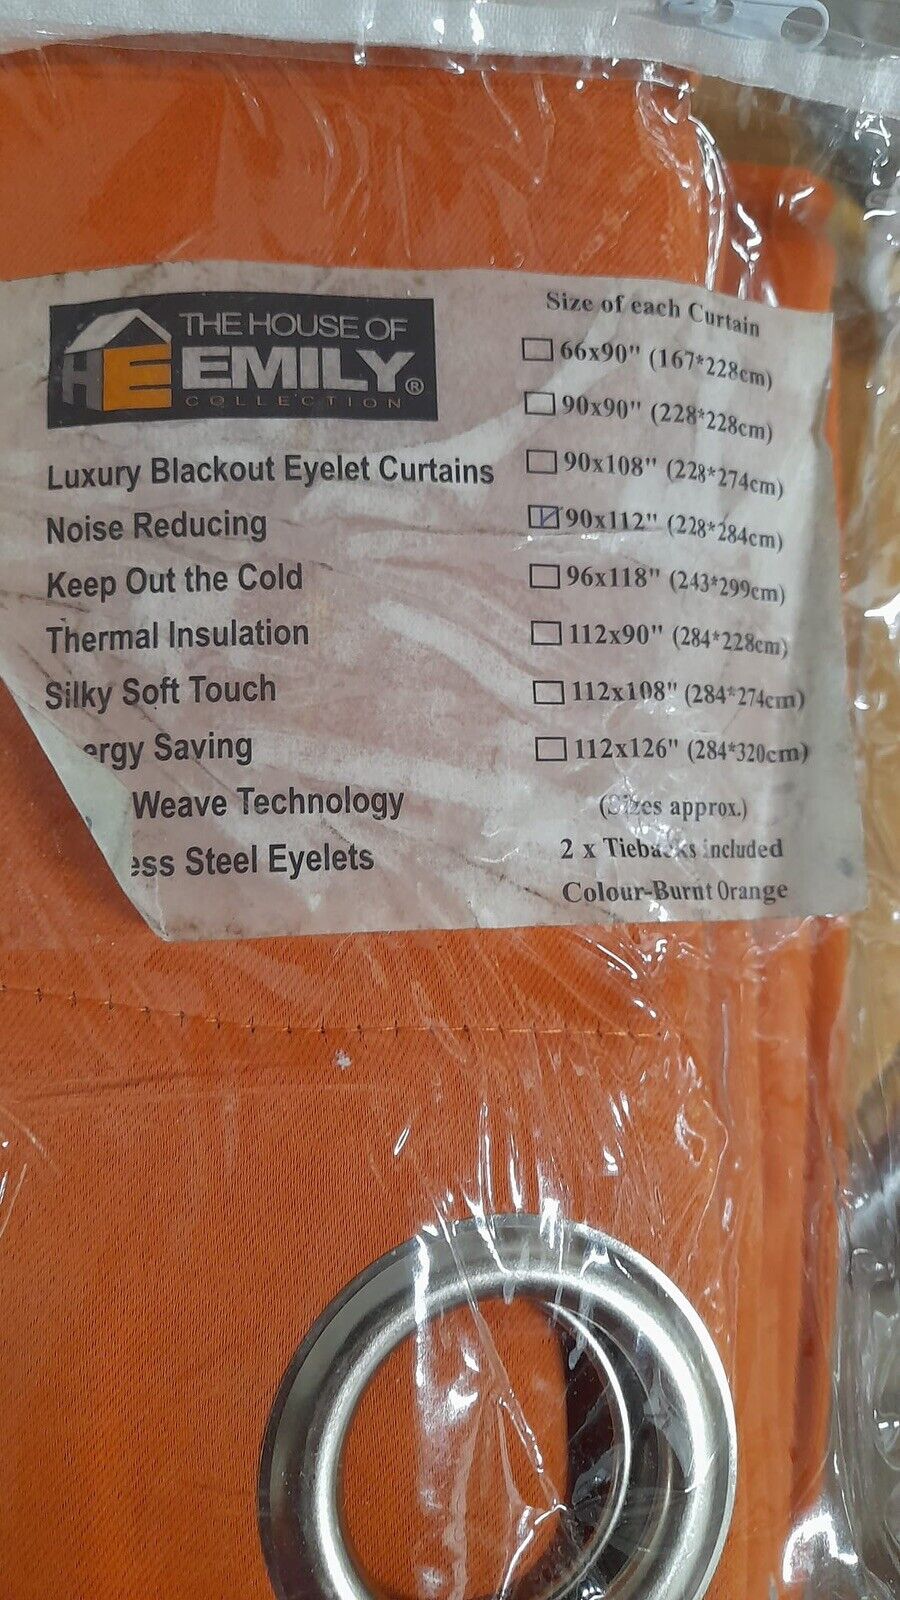 HE
THE HOUSE OF
EMILY®
COLLECTION
Luxury Blackout Eyelet Curtains
Noise Reducing
Keep Out the Cold
Thermal Insulation
Silky Soft Touch
ergy Saving
Weave Technology
ess Steel Eyelets
Size of each Curtain
66x90" (167*228cm)
90x90" (228*228cm)
90x108" (228*274cm)
90x112" (228*284cm)
96x118" (243*299cm)
112x90" (284*228cm)
112x108" (284*274cm)
112x126" (284*320cm)
(Sizes approx.)
2 x Tiebacks included
Colour-Burnt Orange